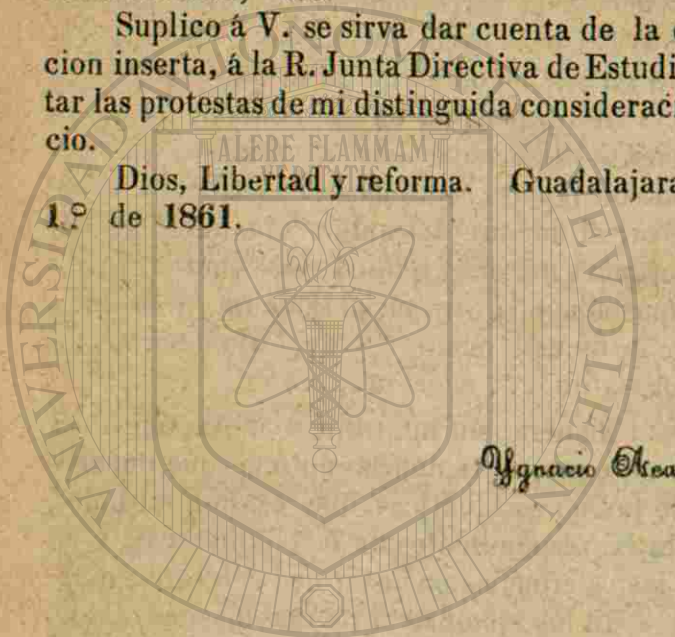 Suplico á V. se sirva dar cuenta de la
cion inserta, á la R. Junta Directiva de Estudi
tar las protestas de mi distinguida consideraci
cio.
ALERE FLAMMAM
Dios, Libertad y reforma. Guadalajara
1.º de 1861.
Ygnacio